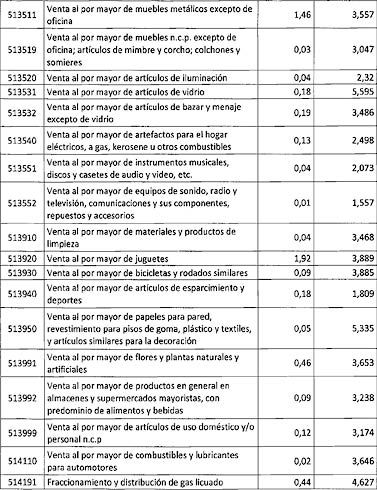 513511 Venta al por mayor de muebles metálicos excepto de 1,46 3,557
oficina
513519 Venta al por mayor de muebles n.c.p. excepto de 0,03 3,047
oficina; artículos de mimbre y corcho; colchones y
somieres
513520 Venta al por mayor de artículos de iluminación 0,04 2,32
513531 Venta al por mayor de artículos de vidrio 0,18 5,595
513532 Venta al por mayor de artículos de bazar y menaje 0,19 3,486
excepto de vidrio
513540 Venta al por mayor de artefactos para el hogar 0,13 2,498
eléctricos, a gas, kerosene u otros combustibles
513551 Venta al por mayor de instrumentos musicales, 0,04 2,073
discos y casetes de audio y video, etc.
513552 Venta al por mayor de equipos de sonido, radio y 0,01 1,557
televisión, comunicaciones y sus componentes,
repuestos y accesorios
513910 Venta al por mayor de materiales y productos de 0,04 3,468
limpieza
513920 Venta al por mayor de juguetes 1,92 3,889
513930 Venta al por mayor de bicicletas y rodados similares 0,09 3,885
513940 Venta al por mayor de artículos de esparcimiento y 0,18 1,809
deportes
513950 Venta al por mayor de papeles para pared, 0,05 5,335
revestimiento para pisos de goma, plástico y textiles,
y artículos similares para la decoración
513991 Venta al por mayor de flores y plantas naturales y 0,46 3,653
artificiales
513992 Venta al por mayor de productos en general en 0,09 3,238
almacenes y supermercados mayoristas, con
predominio de alimentos y bebidas
513999 Venta al por mayor de artículos de uso doméstico y/o 0,12 3,174
personal n.c.p
514110 Venta al por mayor de combustibles y lubricantes 0,02 3,646
para automotores
514191 Fraccionamiento y distribución de gas licuado 0,44 4,627